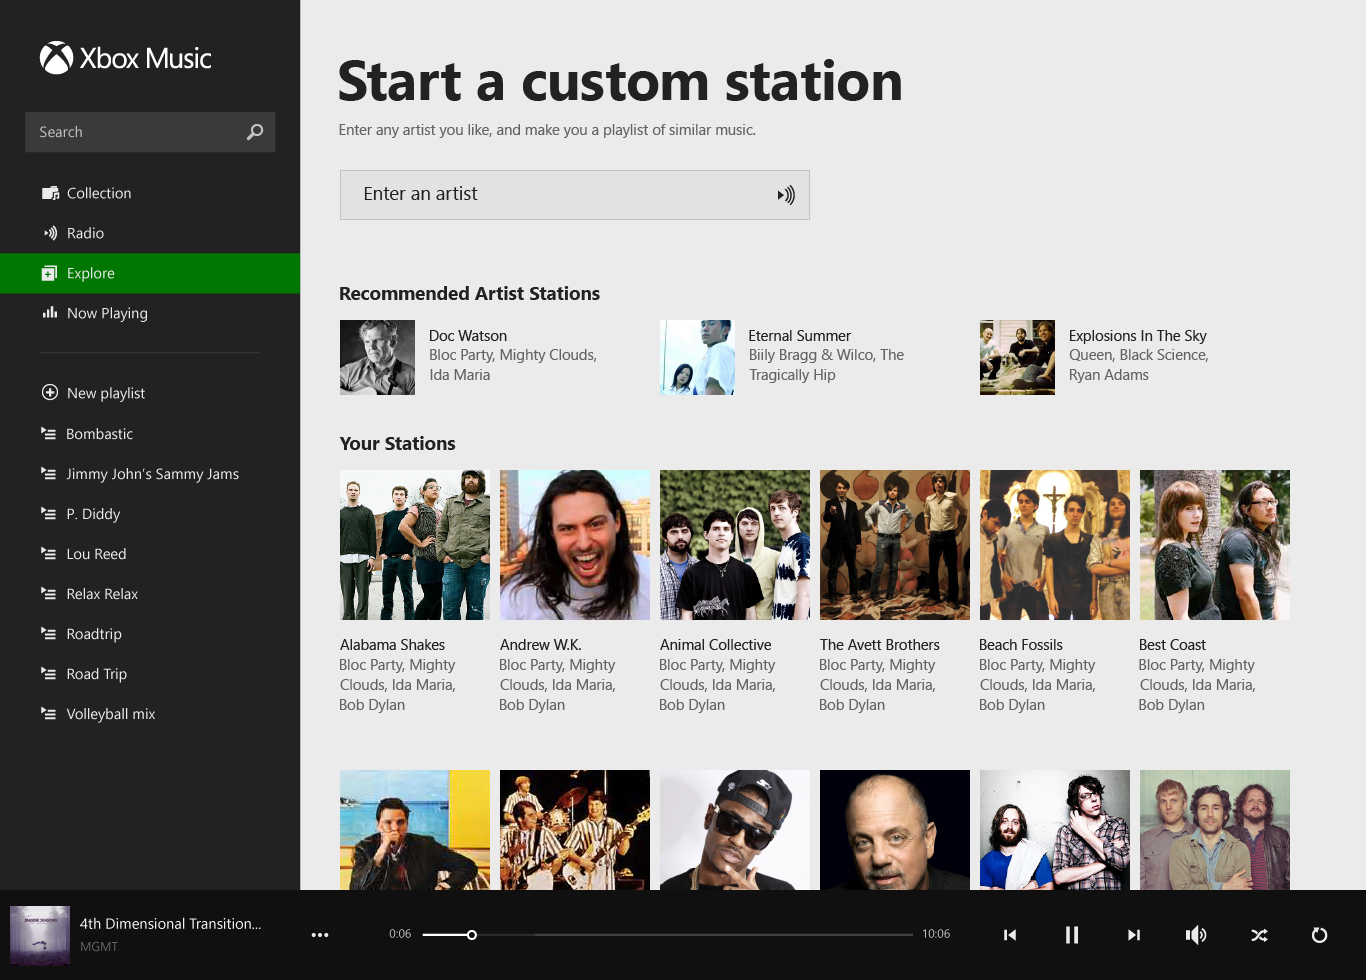 Xbox Music
Search
Collection
Radio
Explore
Now Playing
New playlist
Bombastic
Jimmy John's Sammy Jams
P. Diddy
Lou Reed
Relax Relax
Roadtrip
Road Trip
Volleyball mix
Start a custom station
Enter any artist you like, and make you a playlist of similar music.
Enter an artist
Recommended Artist Stations
Doc Watson
Bloc Party, Mighty Clouds,
Ida Maria
Eternal Summer
Biily Bragg & Wilco, The
Tragically Hip
Explosions In The Sky
Queen, Black Science,
Ryan Adams
Your Stations
Alabama Shakes
Bloc Party, Mighty
Clouds, Ida Maria,
Bob Dylan
Andrew W.K.
Bloc Party, Mighty
Clouds, Ida Maria,
Bob Dylan
Animal Collective
Bloc Party, Mighty
Clouds, Ida Maria,
Bob Dylan
The Avett Brothers
Bloc Party, Mighty
Clouds, Ida Maria,
Bob Dylan
Beach Fossils
Bloc Party, Mighty
Clouds, Ida Maria,
Bob Dylan
Best Coast
Bloc Party, Mighty
Clouds, Ida Maria,
Bob Dylan
4th Dimensional Transition...
MGMT
0:06
10:06